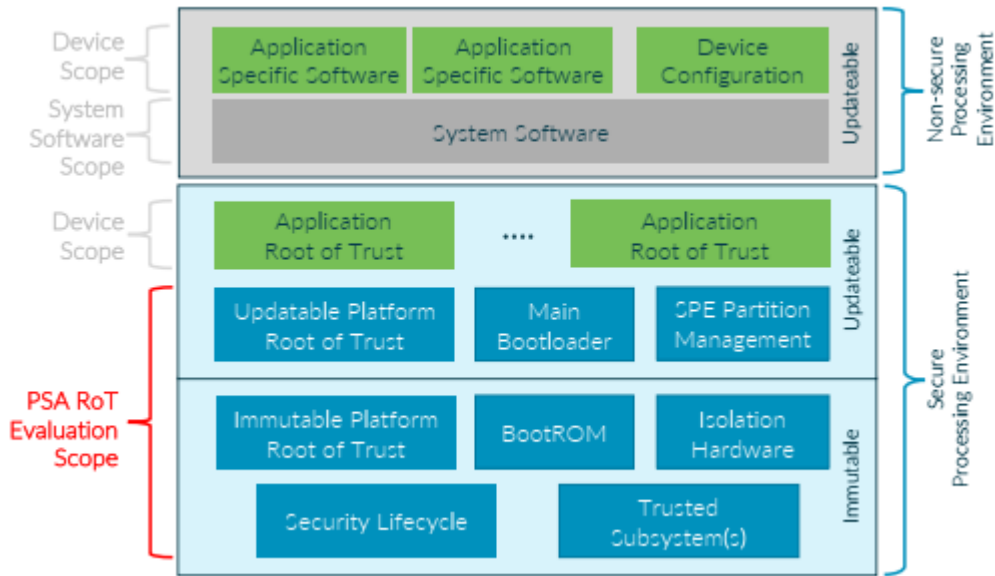 Device
Scope
Application
Specific Software
Application
Specific Software
Device
Configuration
System
Software
Scope
System Software
Updateable
Non-secure
Processing
Environment
Device
Scope
Application
Root of Trust
....
Application
Root of Trust
Updatable Platform
Root of Trust
Main
Bootloader
SPE Partition
Management
Updateable
PSA RoT
Evaluation
Scope
Immutable Platform
Root of Trust
BootROM
Isolation
Hardware
Security Lifecycle
Trusted
Subsystem(s)
Immutable
Secure
Processing Environment